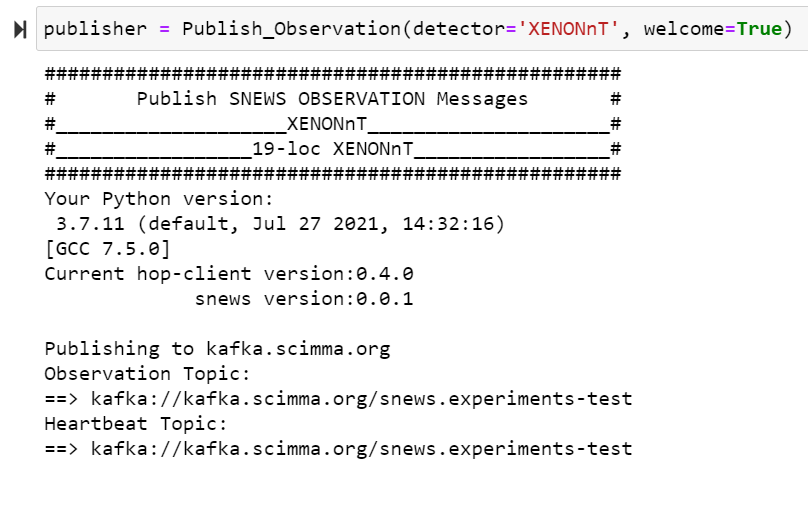 publisher = Publish_Observation(detector='XENONnT', welcome=True)
##################################################
#       Publish SNEWS OBSERVATION Messages       #
#____________________XENONnT_____________________#
#_________________19-loc XENONnT_________________#
##################################################
Your Python version:
 3.7.11 (default, Jul 27 2021, 14:32:16)
[GCC 7.5.0]
Current hop-client version:0.4.0
             snews version:0.0.1

Publishing to kafka.scimma.org
Observation Topic:
==> kafka://kafka.scimma.org/snews.experiments-test
Heartbeat Topic:
==> kafka://kafka.scimma.org/snews.experiments-test